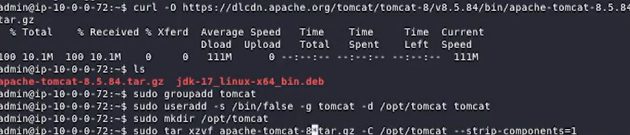 admin@ip-10-0-0-72:~$ curl -O https://dlcdn.apache.org/tomcat/tomcat-8/v8.5.84/bin/apache-tomcat-8.5.84
tar.gz
% Total % Received % Xferd Average Speed Time Time Time Current
Dload Upload Total Spent Left Speed
100 10.1M 100 10.1M 0 0 111M 0 --:--:-- --:--:-- --:--:-- 111M
admin@ip-10-0-0-72:~$ ls
apache-tomcat-8.5.84.tar.gz jdk-17_linux-x64_bin.deb
admin@ip-10-0-0-72:~$ sudo groupadd tomcat
admin@ip-10-0-0-72:~$ sudo useradd -s /bin/false -g tomcat -d /opt/tomcat tomcat
admin@ip-10-0-0-72:~$ sudo mkdir /opt/tomcat
admin@ip-10-0-0-72:~$ sudo tar xzvf apache-tomcat-8*tar.gz -C /opt/tomcat --strip-components=1